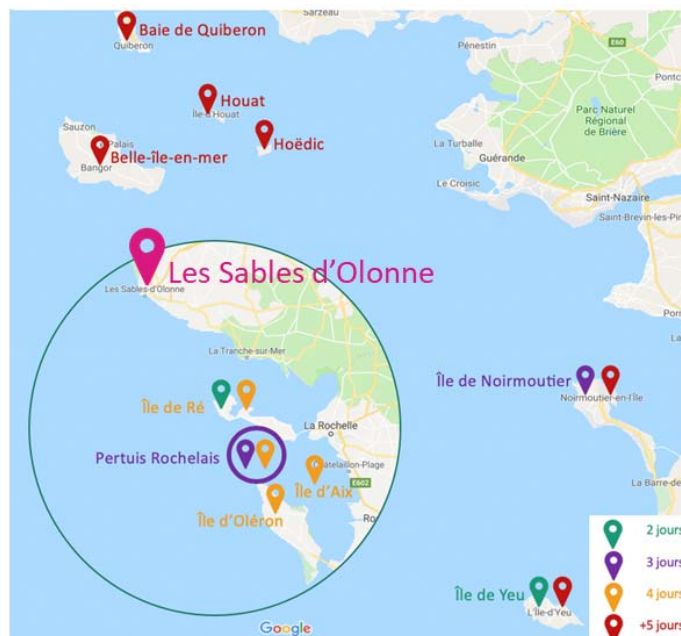 Baie de Quiberon
Quiberon
Sarzeau
E60
Pénestin
Pontc
Houat
Île-d'Houat
Parc Naturel
Régional
de Brière
Sauzon
Palais
Hoëdic
La Turballe
Belle-île-en-mer
Bangor
Guérande
Le Croisic
Saint-Nazaire
Saint-Brevin-les-Pin
Les Sables d'Olonne
Les Sables-d'Olonne
Porni
La Tranche-sur-Mer
Île de Noirmoutier
Noirmoutier-en-l'Île
Île de Ré
La Rochelle
Pertuis Rochelais
Châtelaillon-Plage
E602
Île d'Aix
La Barre-de
Île d'Oléron
Ro
2 jours
3 jours
Île de Yeu
L'Île-d'Yeu
4 jours
Google
+5 jours